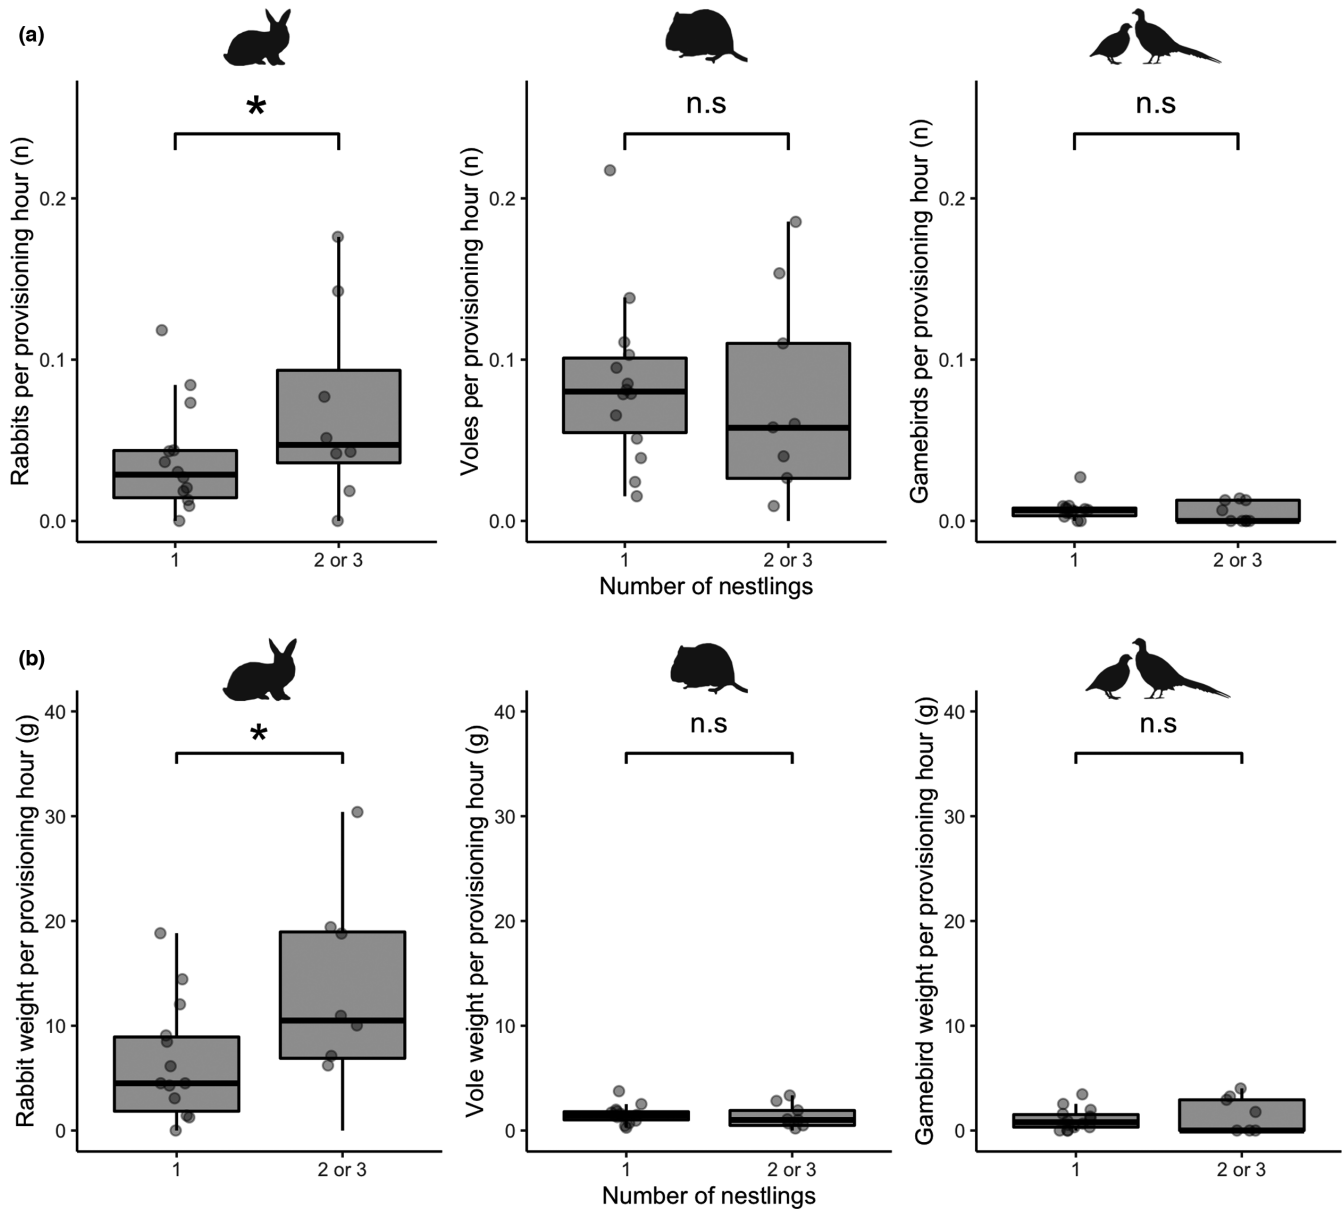 (a)
*
n.s
n.s
Rabbits per provisioning hour (n)
0.2
0.1
0.0
1
2 or 3
Voles per provisioning hour (n)
0.2
0.1
0.0
1
2 or 3
Gamebirds per provisioning hour (n)
0.2
0.1
0.0
1
2 or 3
Number of nestlings
(b)
*
n.s
n.s
Rabbit weight per provisioning hour (g)
40
30
20
10
0
1
2 or 3
Vole weight per provisioning hour (g)
40
30
20
10
0
1
2 or 3
Gamebird weight per provisioning hour (g)
40
30
20
10
0
1
2 or 3
Number of nestlings